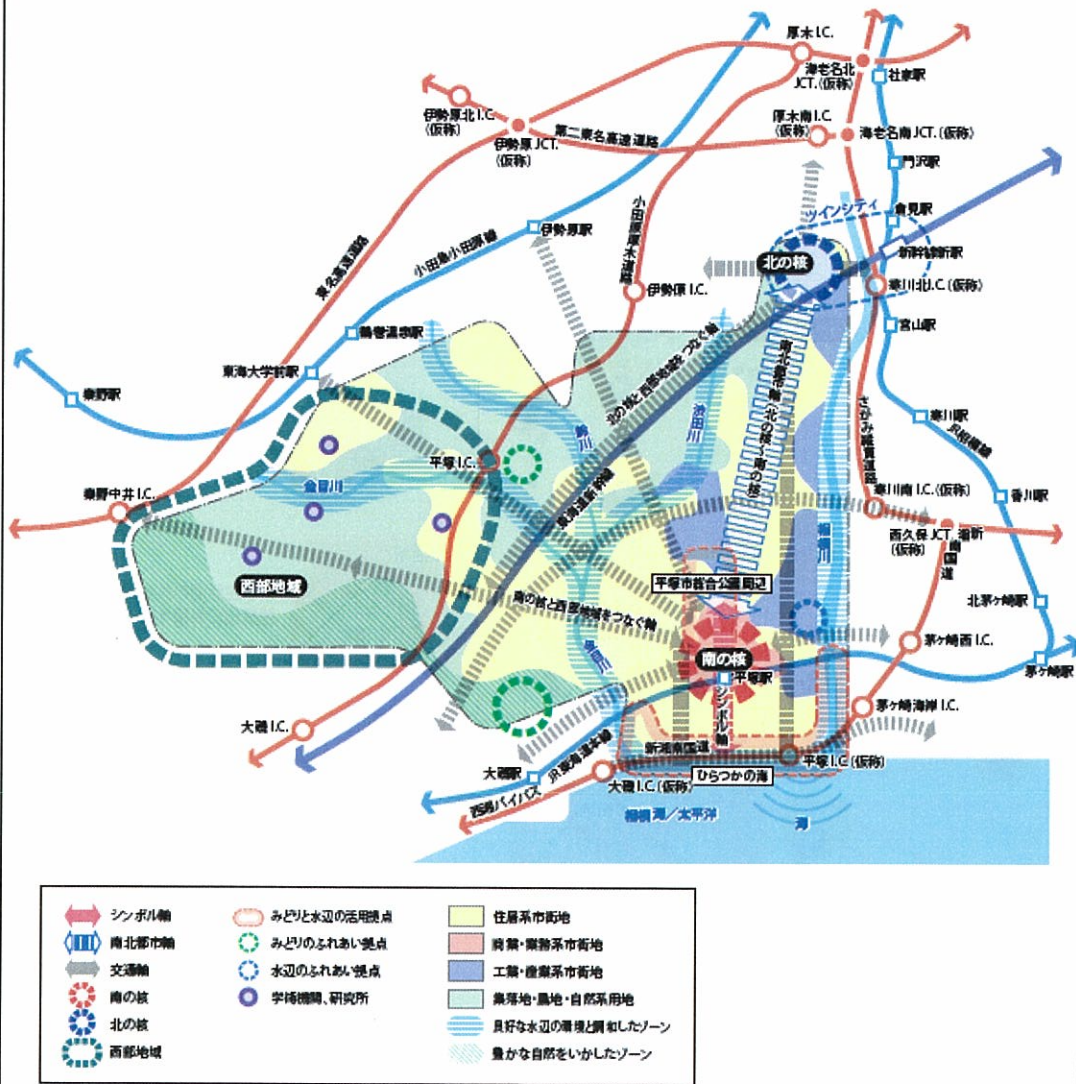 厚木I.C.
海老名北
JCT.(仮称)
社家駅
伊勢原北I.C.
(仮称)
伊勢原JCT.
(仮称)
第二東名高速道路
厚木南I.C.
(仮称)
海老名南JCT.(仮称)
門沢駅
小田原厚木道路
ツインシティ
倉見駅
伊勢原駅
小田急小田原線
東名高速道路
北の核
新幹線新駅
伊勢原I.C.
寒川北I.C.(仮称)
宮山駅
鶴巻温泉駅
東海大学前駅
秦野駅
北の核と西部地域をつなぐ軸
南北都市軸(北の核〜南の核)
渋田川
鈴川
さがみ縦貫道路
寒川駅
JR相模線
平塚I.C.
金目川
東海道新幹線
秦野中井I.C.
寒川南I.C.(仮称)
香川駅
西久保JCT.
(仮称)
新湘南国道
相模川
西部地域
平塚市総合公園周辺
南の核と西部地域をつなぐ軸
北茅ヶ崎駅
金目川
南の核
平塚駅
茅ヶ崎西I.C.
茅ヶ崎駅
シンボル軸
大磯I.C.
茅ヶ崎海岸I.C.
新湘南国道
平塚I.C.(仮称)
大磯駅
JR東海道本線
ひらつかの海
西湘バイパス
大磯I.C.(仮称)
相模湾/太平洋
海
シンボル軸
南北都市軸
交通軸
南の核
北の核
西部地域
みどりと水辺の活用拠点
みどりのふれあい拠点
水辺のふれあい拠点
学術機関、研究所
住居系市街地
商業・業務系市街地
工業・産業系市街地
集落地・農地・自然系用地
良好な水辺の環境と調和したゾーン
豊かな自然をいかしたゾーン